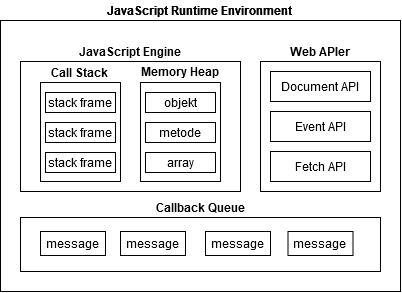 JavaScript Runtime Environment
JavaScript Engine
Call Stack
stack frame
stack frame
stack frame
Memory Heap
objekt
metode
array
Web APIer
Document API
Event API
Fetch API
Callback Queue
message
message
message
message